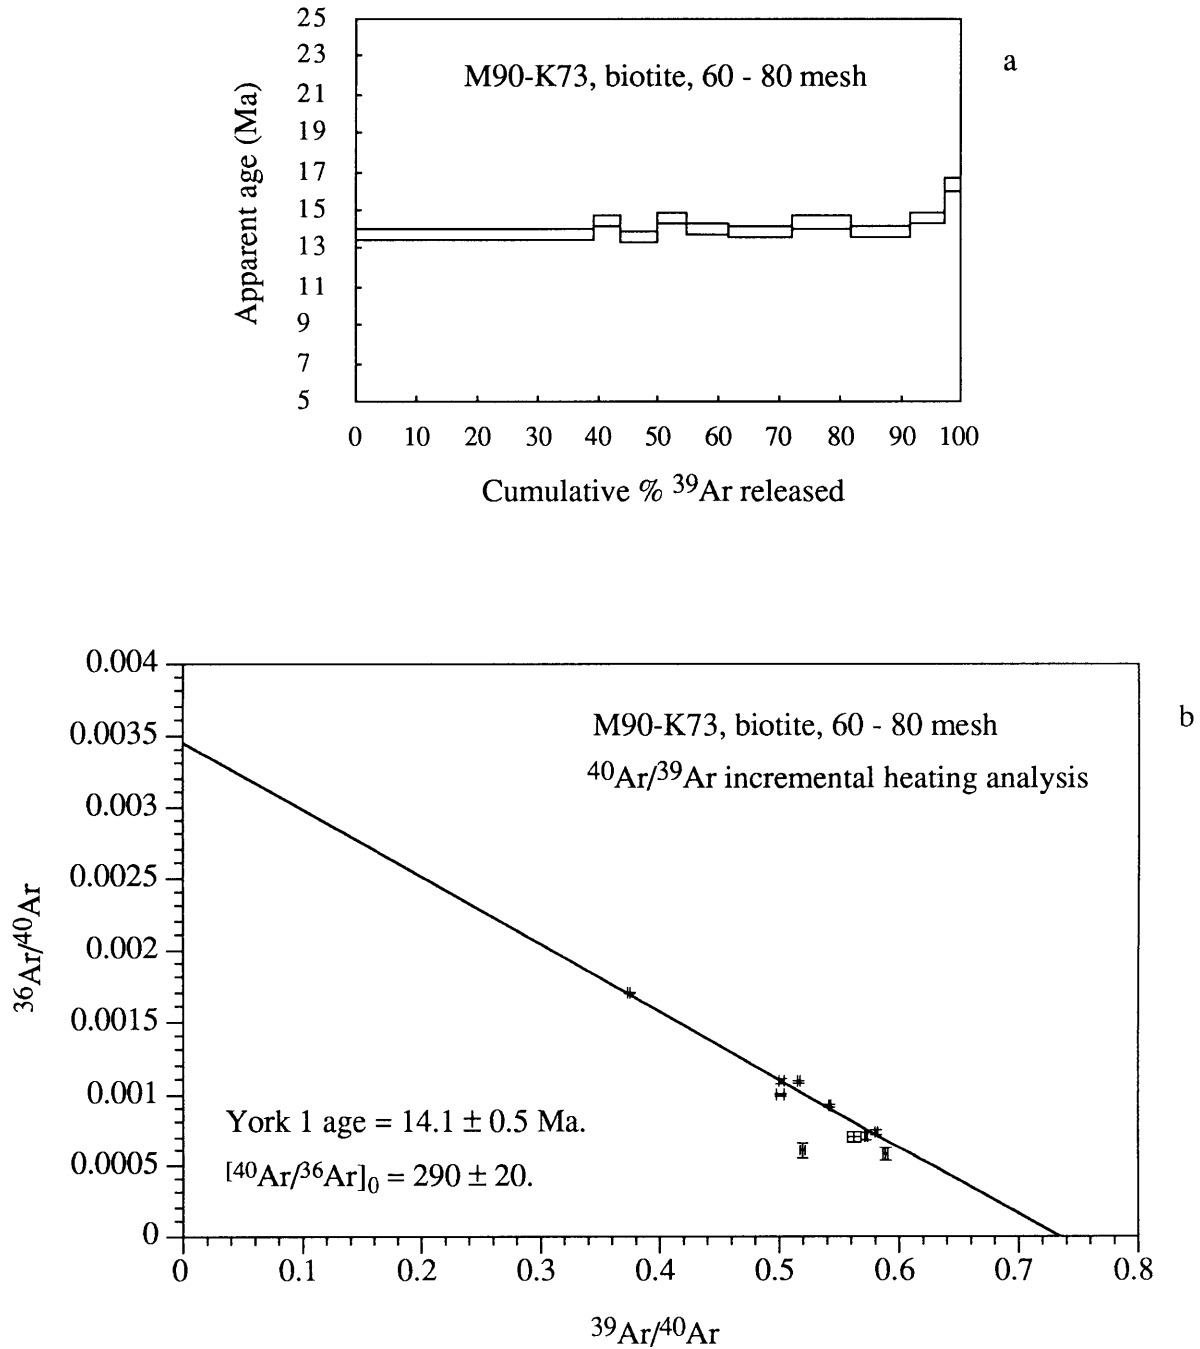 25
23
21
19
17
15
13
11
9
7
5
Apparent age (Ma)
M90-K73, biotite, 60 - 80 mesh
a
0 10 20 30 40 50 60 70 80 90 100
Cumulative % ³⁹Ar released
0.004
0.0035
0.003
0.0025
0.002
0.0015
0.001
0.0005
0
³⁶Ar/⁴⁰Ar
M90-K73, biotite, 60 - 80 mesh
b
⁴⁰Ar/³⁹Ar incremental heating analysis
York 1 age = 14.1 ± 0.5 Ma.
[⁴⁰Ar/³⁶Ar]₀ = 290 ± 20.
0 0.1 0.2 0.3 0.4 0.5 0.6 0.7 0.8
³⁹Ar/⁴⁰Ar